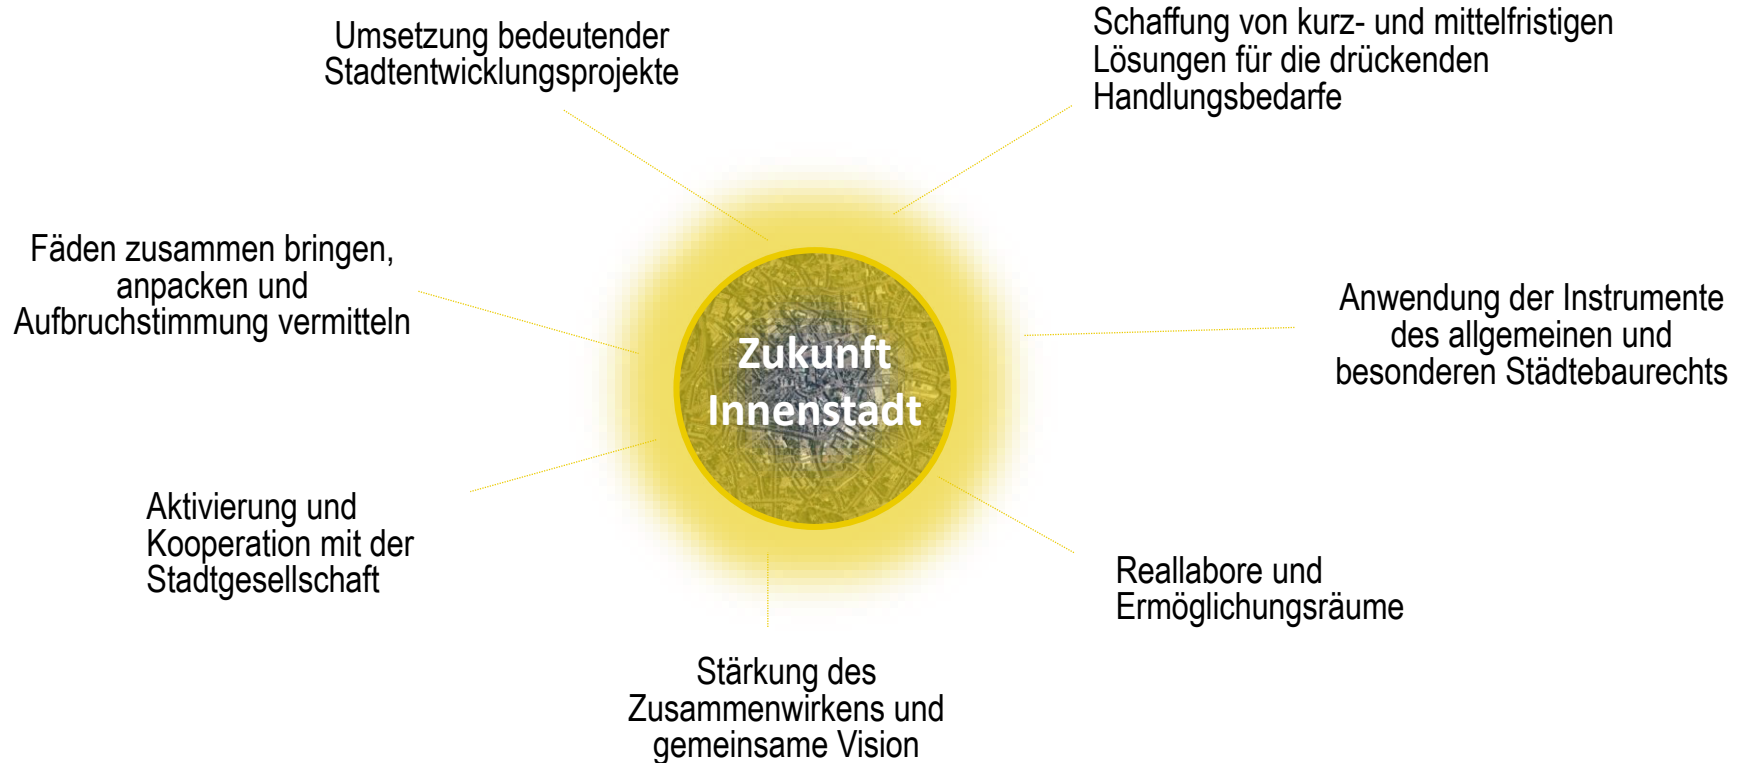 Umsetzung bedeutender
Stadtentwicklungsprojekte
Schaffung von kurz- und mittelfristigen
Lösungen für die drückenden
Handlungsbedarfe
Fäden zusammen bringen,
anpacken und
Aufbruchstimmung vermitteln
Zukunft
Innenstadt
Anwendung der Instrumente
des allgemeinen und
besonderen Städtebaurechts
Aktivierung und
Kooperation mit der
Stadtgesellschaft
Reallabore und
Ermöglichungsräume
Stärkung des
Zusammenwirkens und
gemeinsame Vision